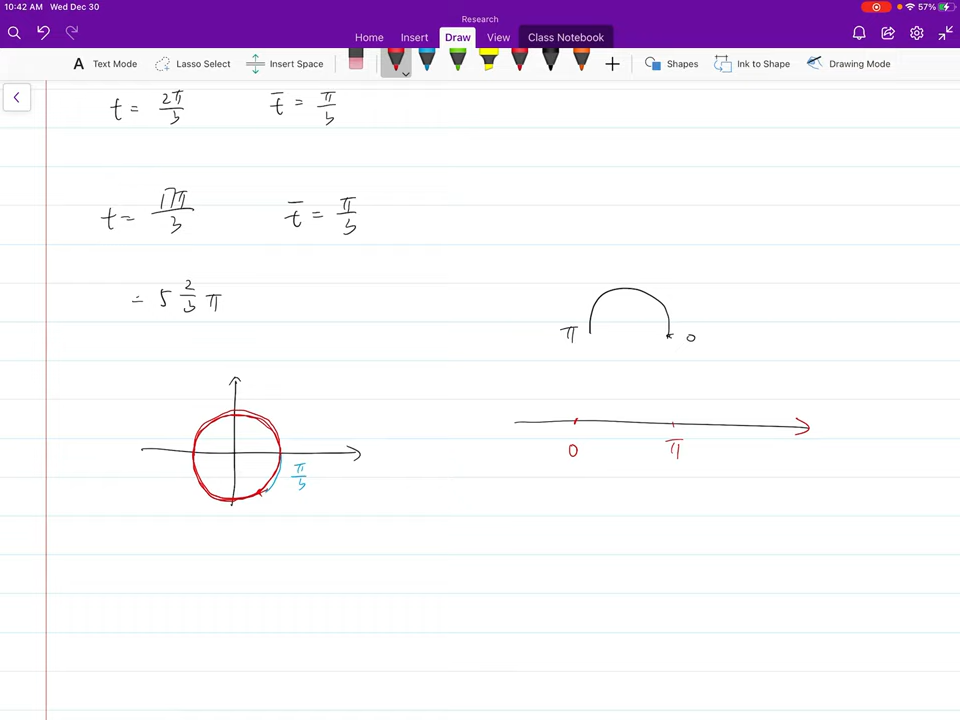 10:42 AM Wed Dec 30
57%
Research
Home Insert Draw View Class Notebook
A Text Mode Lasso Select Insert Space Shapes Ink to Shape Drawing Mode
t = 2π/3 t̄ = π/3
t = 17π/3 t̄ = π/3
= 5 2/3 π
π 0
0 π
π/3